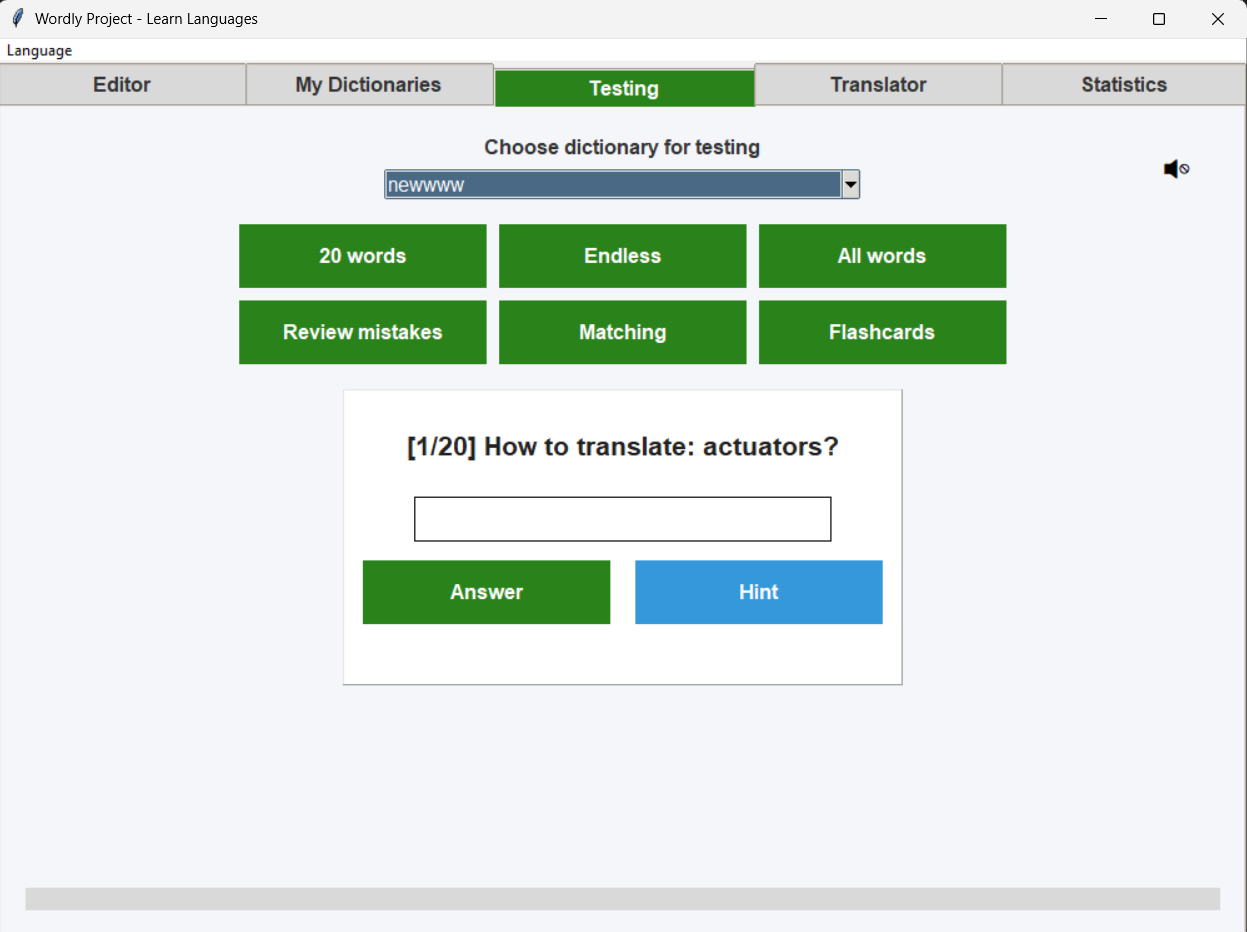 Wordly Project - Learn Languages
Language
Editor My Dictionaries Testing Translator Statistics
Choose dictionary for testing
newwww
20 words Endless All words
Review mistakes Matching Flashcards
[1/20] How to translate: actuators?
Answer Hint